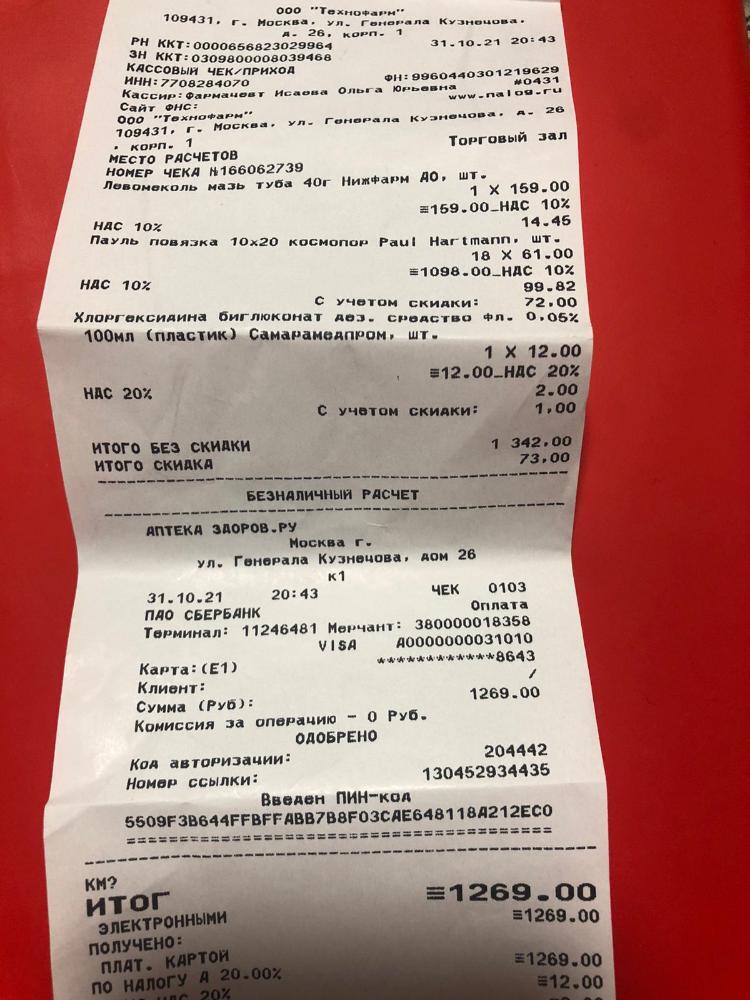 ООО "Технофарм"
109431, г. Москва, ул. Генерала Кузнецова,
д. 26, корп. 1
РН ККТ:0000656823029964 31.10.21 20:43
ЗН ККТ:0309800008039468
КАССОВЫЙ ЧЕК/ПРИХОД ФН:9960440301219629
ИНН:7708284070 #0431
Кассир:Фармацевт Исаева Ольга Юрьевна
Сайт ФНС: www.nalog.ru
ООО "Технофарм"
109431, г. Москва, ул. Генерала Кузнецова, д. 26
, корп. 1
МЕСТО РАСЧЕТОВ Торговый зал
НОМЕР ЧЕКА №166062739
Левомеколь мазь туба 40г Нижфарм АО, шт.
1 X 159.00
≡159.00_НДС 10%
НДС 10% 14.45
Пауль повязка 10х20 космопор Paul Hartmann, шт.
18 X 61.00
≡1098.00_НДС 10%
НДС 10% 99.82
С учетом скидки: 72,00
Хлоргексидина биглюконат дез. средство фл. 0,05%
100мл (пластик) Самарамедпром, шт.
1 X 12.00
≡12.00_НДС 20%
НДС 20% 2.00
С учетом скидки: 1,00
ИТОГО БЕЗ СКИДКИ 1 342,00
ИТОГО СКИДКА 73,00
БЕЗНАЛИЧНЫЙ РАСЧЕТ
АПТЕКА ЗДОРОВ.РУ
Москва г.
ул. Генерала Кузнецова, дом 26
к1
31.10.21 20:43 ЧЕК 0103
ПАО СБЕРБАНК Оплата
Терминал: 11246481 Мерчант: 380000018358
VISA A0000000031010
Карта:(E1) ************8643
Клиент: /
Сумма (Руб): 1269.00
Комиссия за операцию - 0 Руб.
ОДОБРЕНО
Код авторизации: 204442
Номер ссылки: 130452934435
Введен ПИН-код
5509F3B644FFBFFABB7B8F03CAE648118A212EC0
==========================================
КМ?
ИТОГ ≡1269.00
ЭЛЕКТРОННЫМИ ≡1269.00
ПОЛУЧЕНО:
ПЛАТ. КАРТОЙ ≡1269.00
ПО НАЛОГУ А 20.00% ≡12.00
НДС 20%